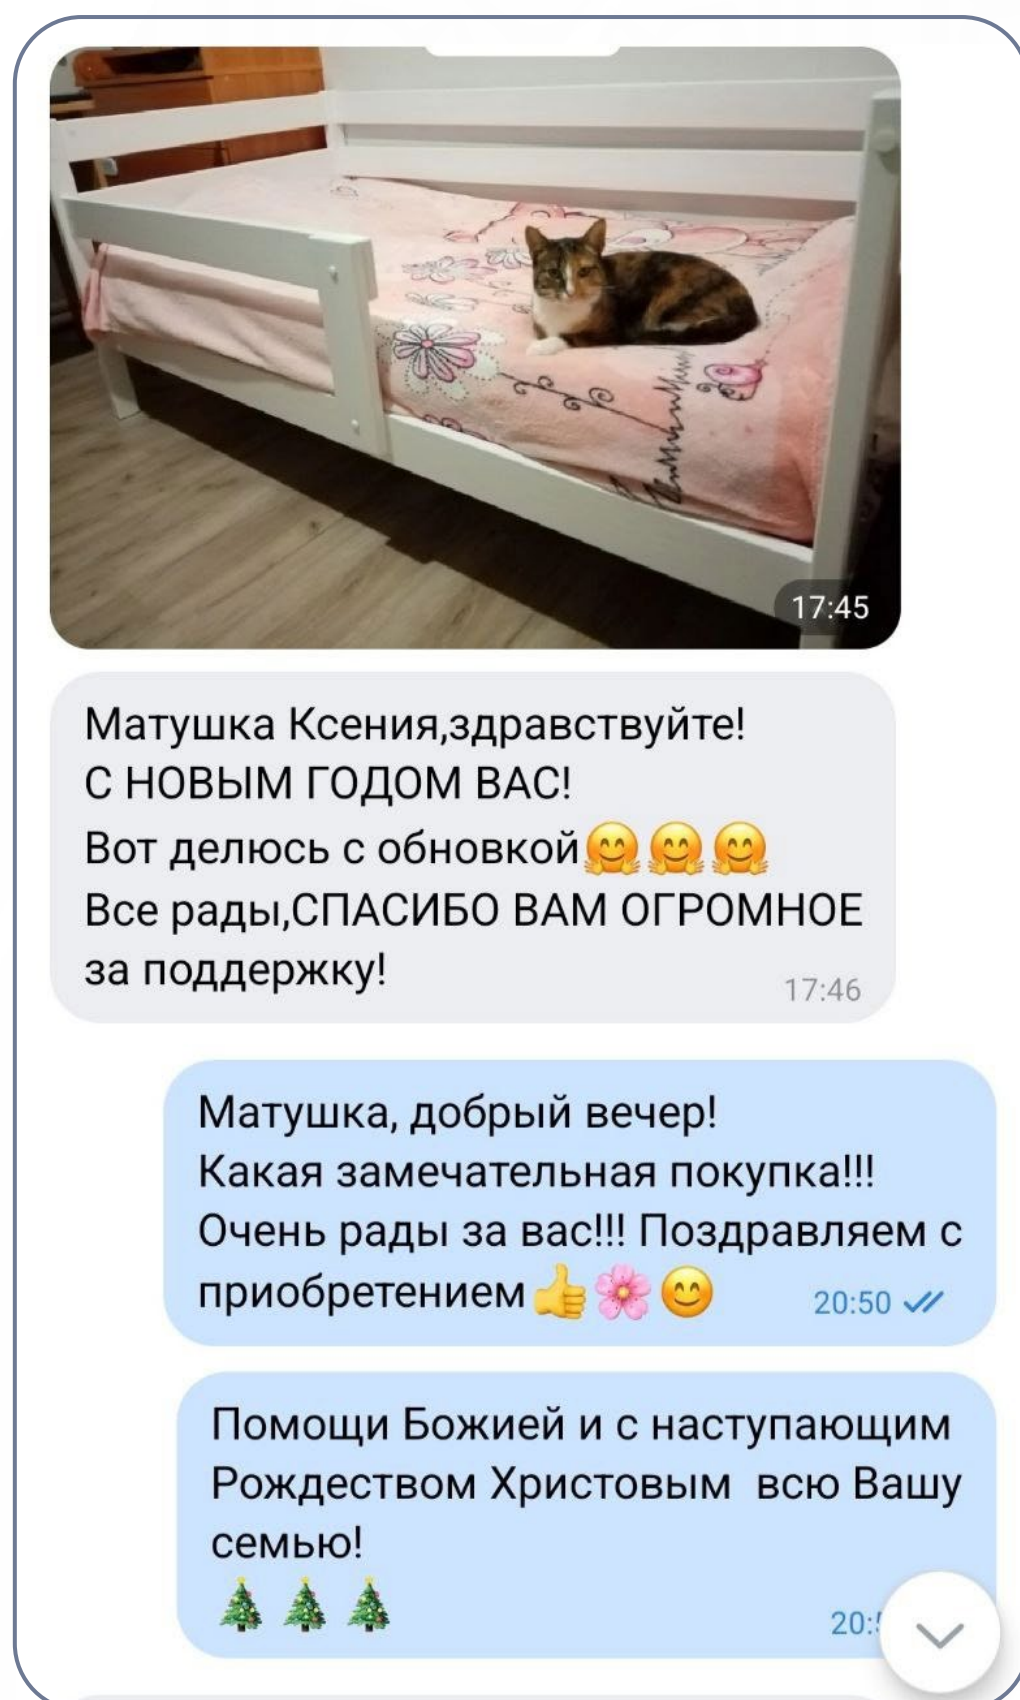 17:45
Матушка Ксения,здравствуйте!
С НОВЫМ ГОДОМ ВАС!
Вот делюсь с обновкой🤗🤗🤗
Все рады,СПАСИБО ВАМ ОГРОМНОЕ
за поддержку!
17:46
Матушка, добрый вечер!
Какая замечательная покупка!!!
Очень рады за вас!!! Поздравляем с
приобретением👍🌸😊
20:50
Помощи Божией и с наступающим
Рождеством Христовым  всю Вашу
семью!
🎄🎄🎄